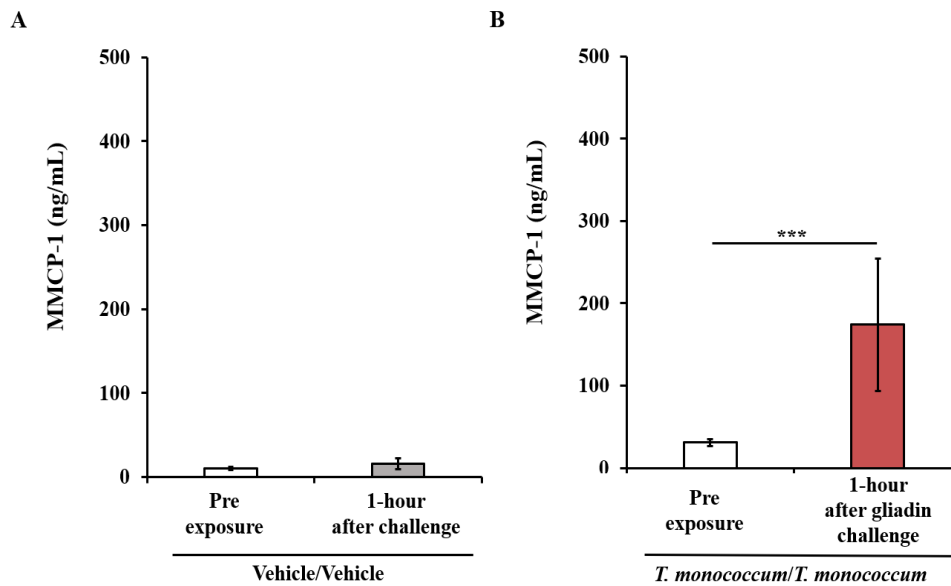 A
MMCP-1 (ng/mL)
500
400
300
200
100
0
Pre
exposure
1-hour
after challenge
Vehicle/Vehicle
B
MMCP-1 (ng/mL)
500
400
300
200
100
0
***
Pre
exposure
1-hour
after gliadin
challenge
T. monococcum/T. monococcum